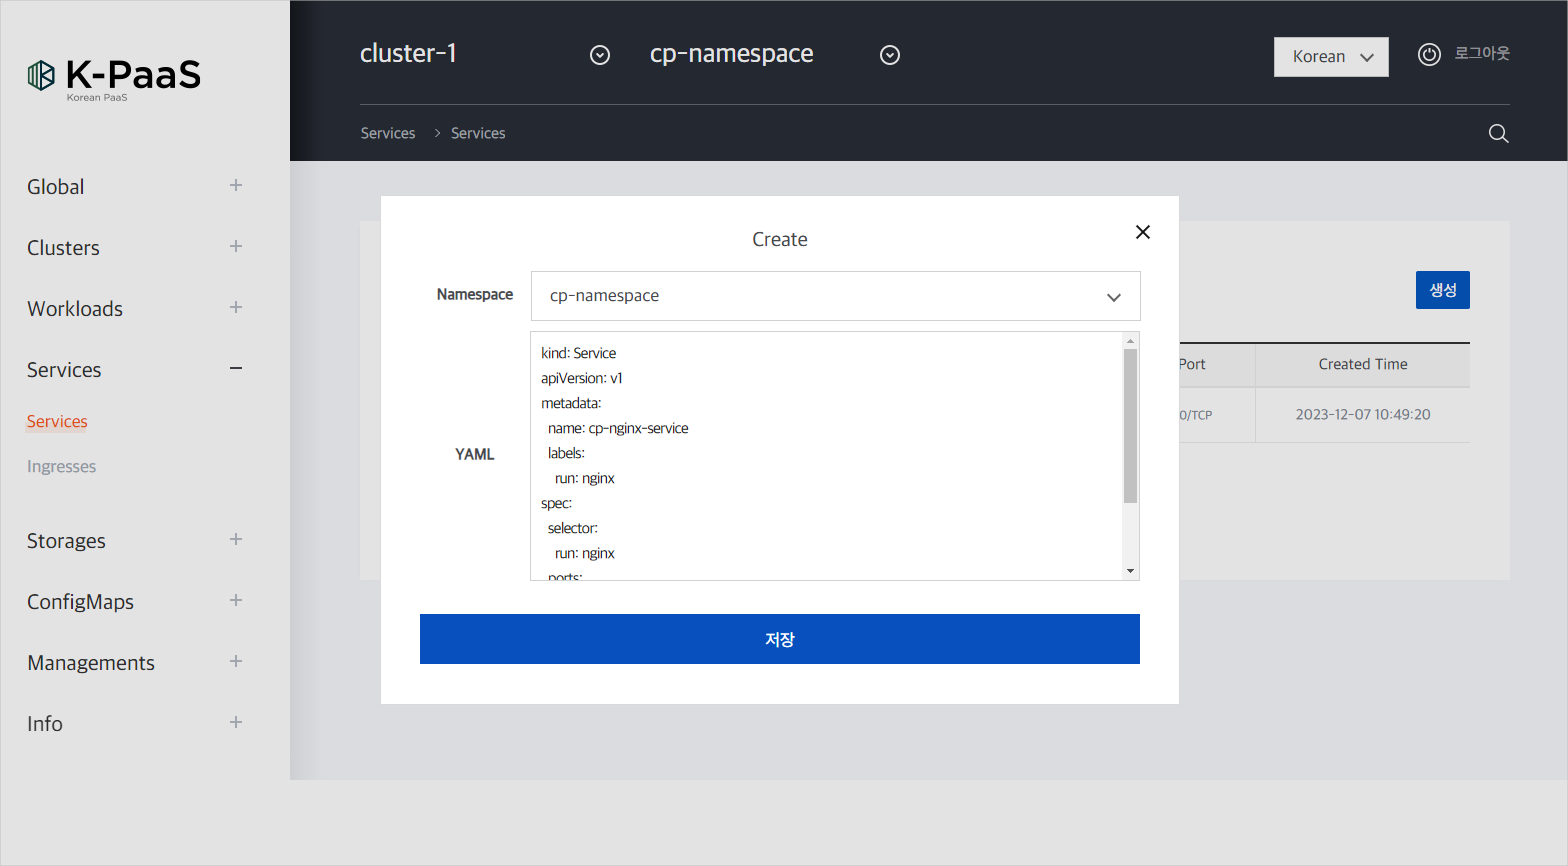 K-PaaS
Korean PaaS
Global
Clusters
Workloads
Services
Services
Ingresses
Storages
ConfigMaps
Managements
Info
cluster-1
cp-namespace
Korean
로그아웃
Services > Services
Create
Namespace
cp-namespace
YAML
kind: Service
apiVersion: v1
metadata:
  name: cp-nginx-service
  labels:
    run: nginx
spec:
  selector:
    run: nginx
  ports:
저장
생성
Port
Created Time
0/TCP
2023-12-07 10:49:20